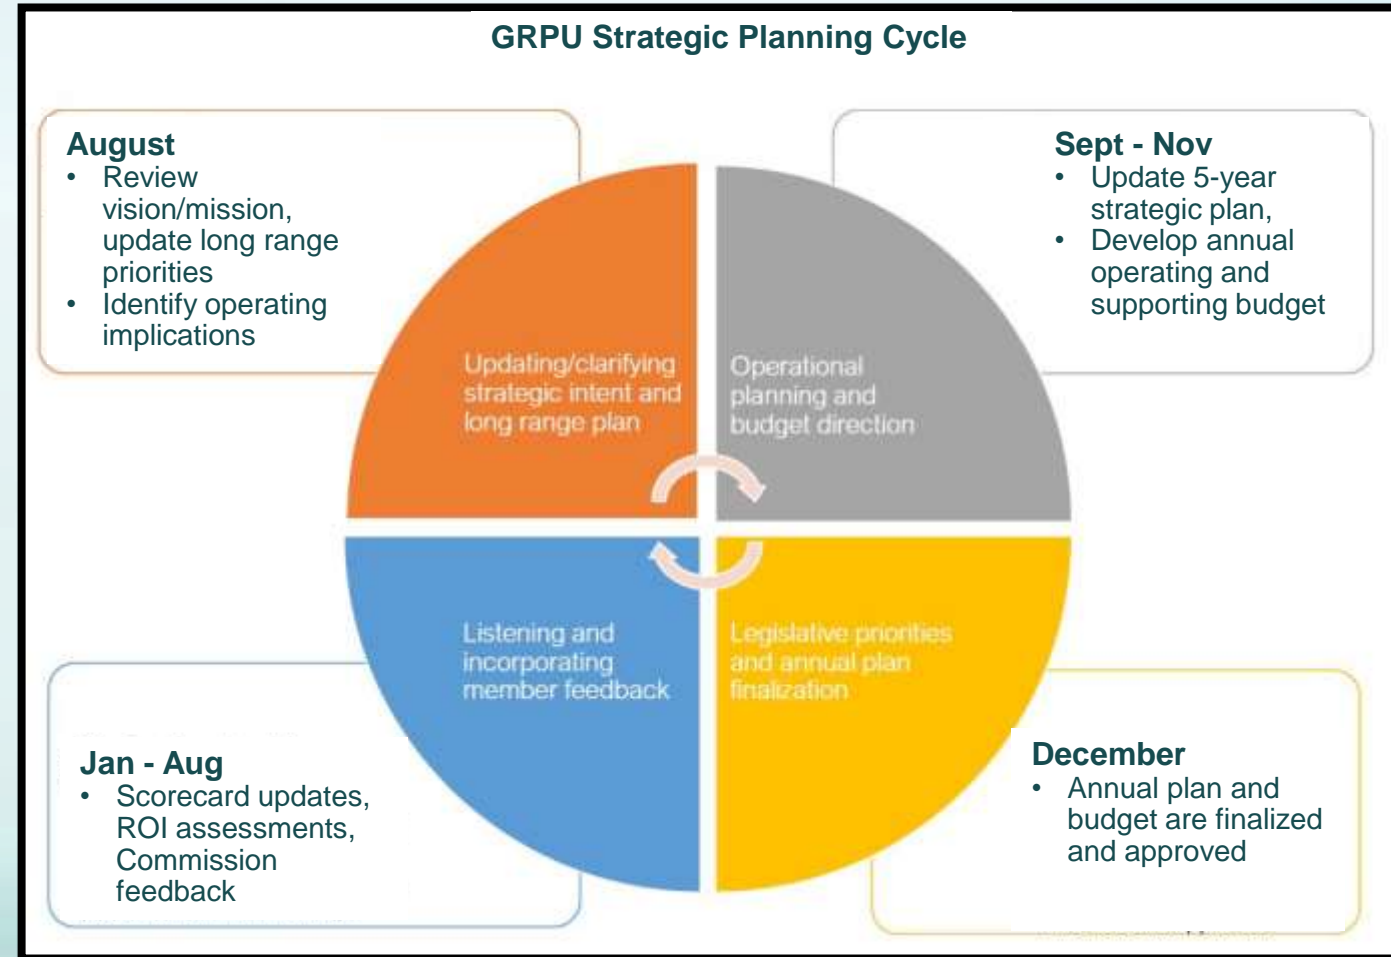 GRPU Strategic Planning Cycle
August
• Review
vision/mission,
update long range
priorities
• Identify operating
implications
Sept - Nov
• Update 5-year
strategic plan,
• Develop annual
operating and
supporting budget
Updating/clarifying
strategic intent and
long range plan
Operational
planning and
budget direction
Listening and
incorporating
member feedback
Legislative priorities
and annual plan
finalization
Jan - Aug
• Scorecard updates,
ROI assessments,
Commission
feedback
December
• Annual plan and
budget are finalized
and approved